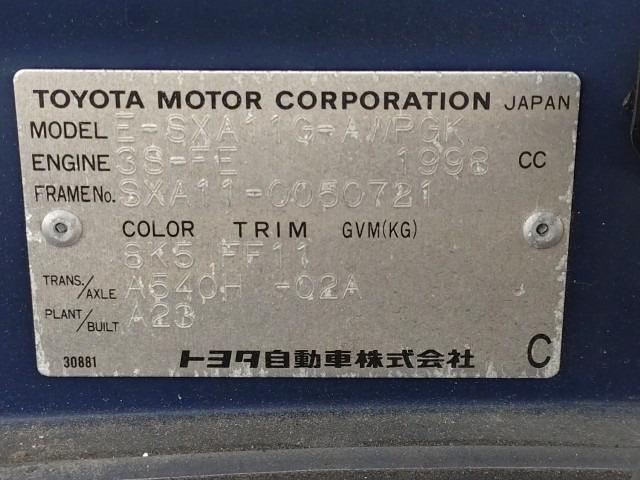 TOYOTA MOTOR CORPORATION JAPAN
MODEL E-SXA11G-AWPGK
ENGINE 3S-FE 1998 CC
FRAME No. SXA11-0050721
COLOR TRIM GVM(KG)
8K5 FF11
TRANS./AXLE A540H -02A
PLANT/BUILT A23
30881 トヨタ自動車株式会社 C